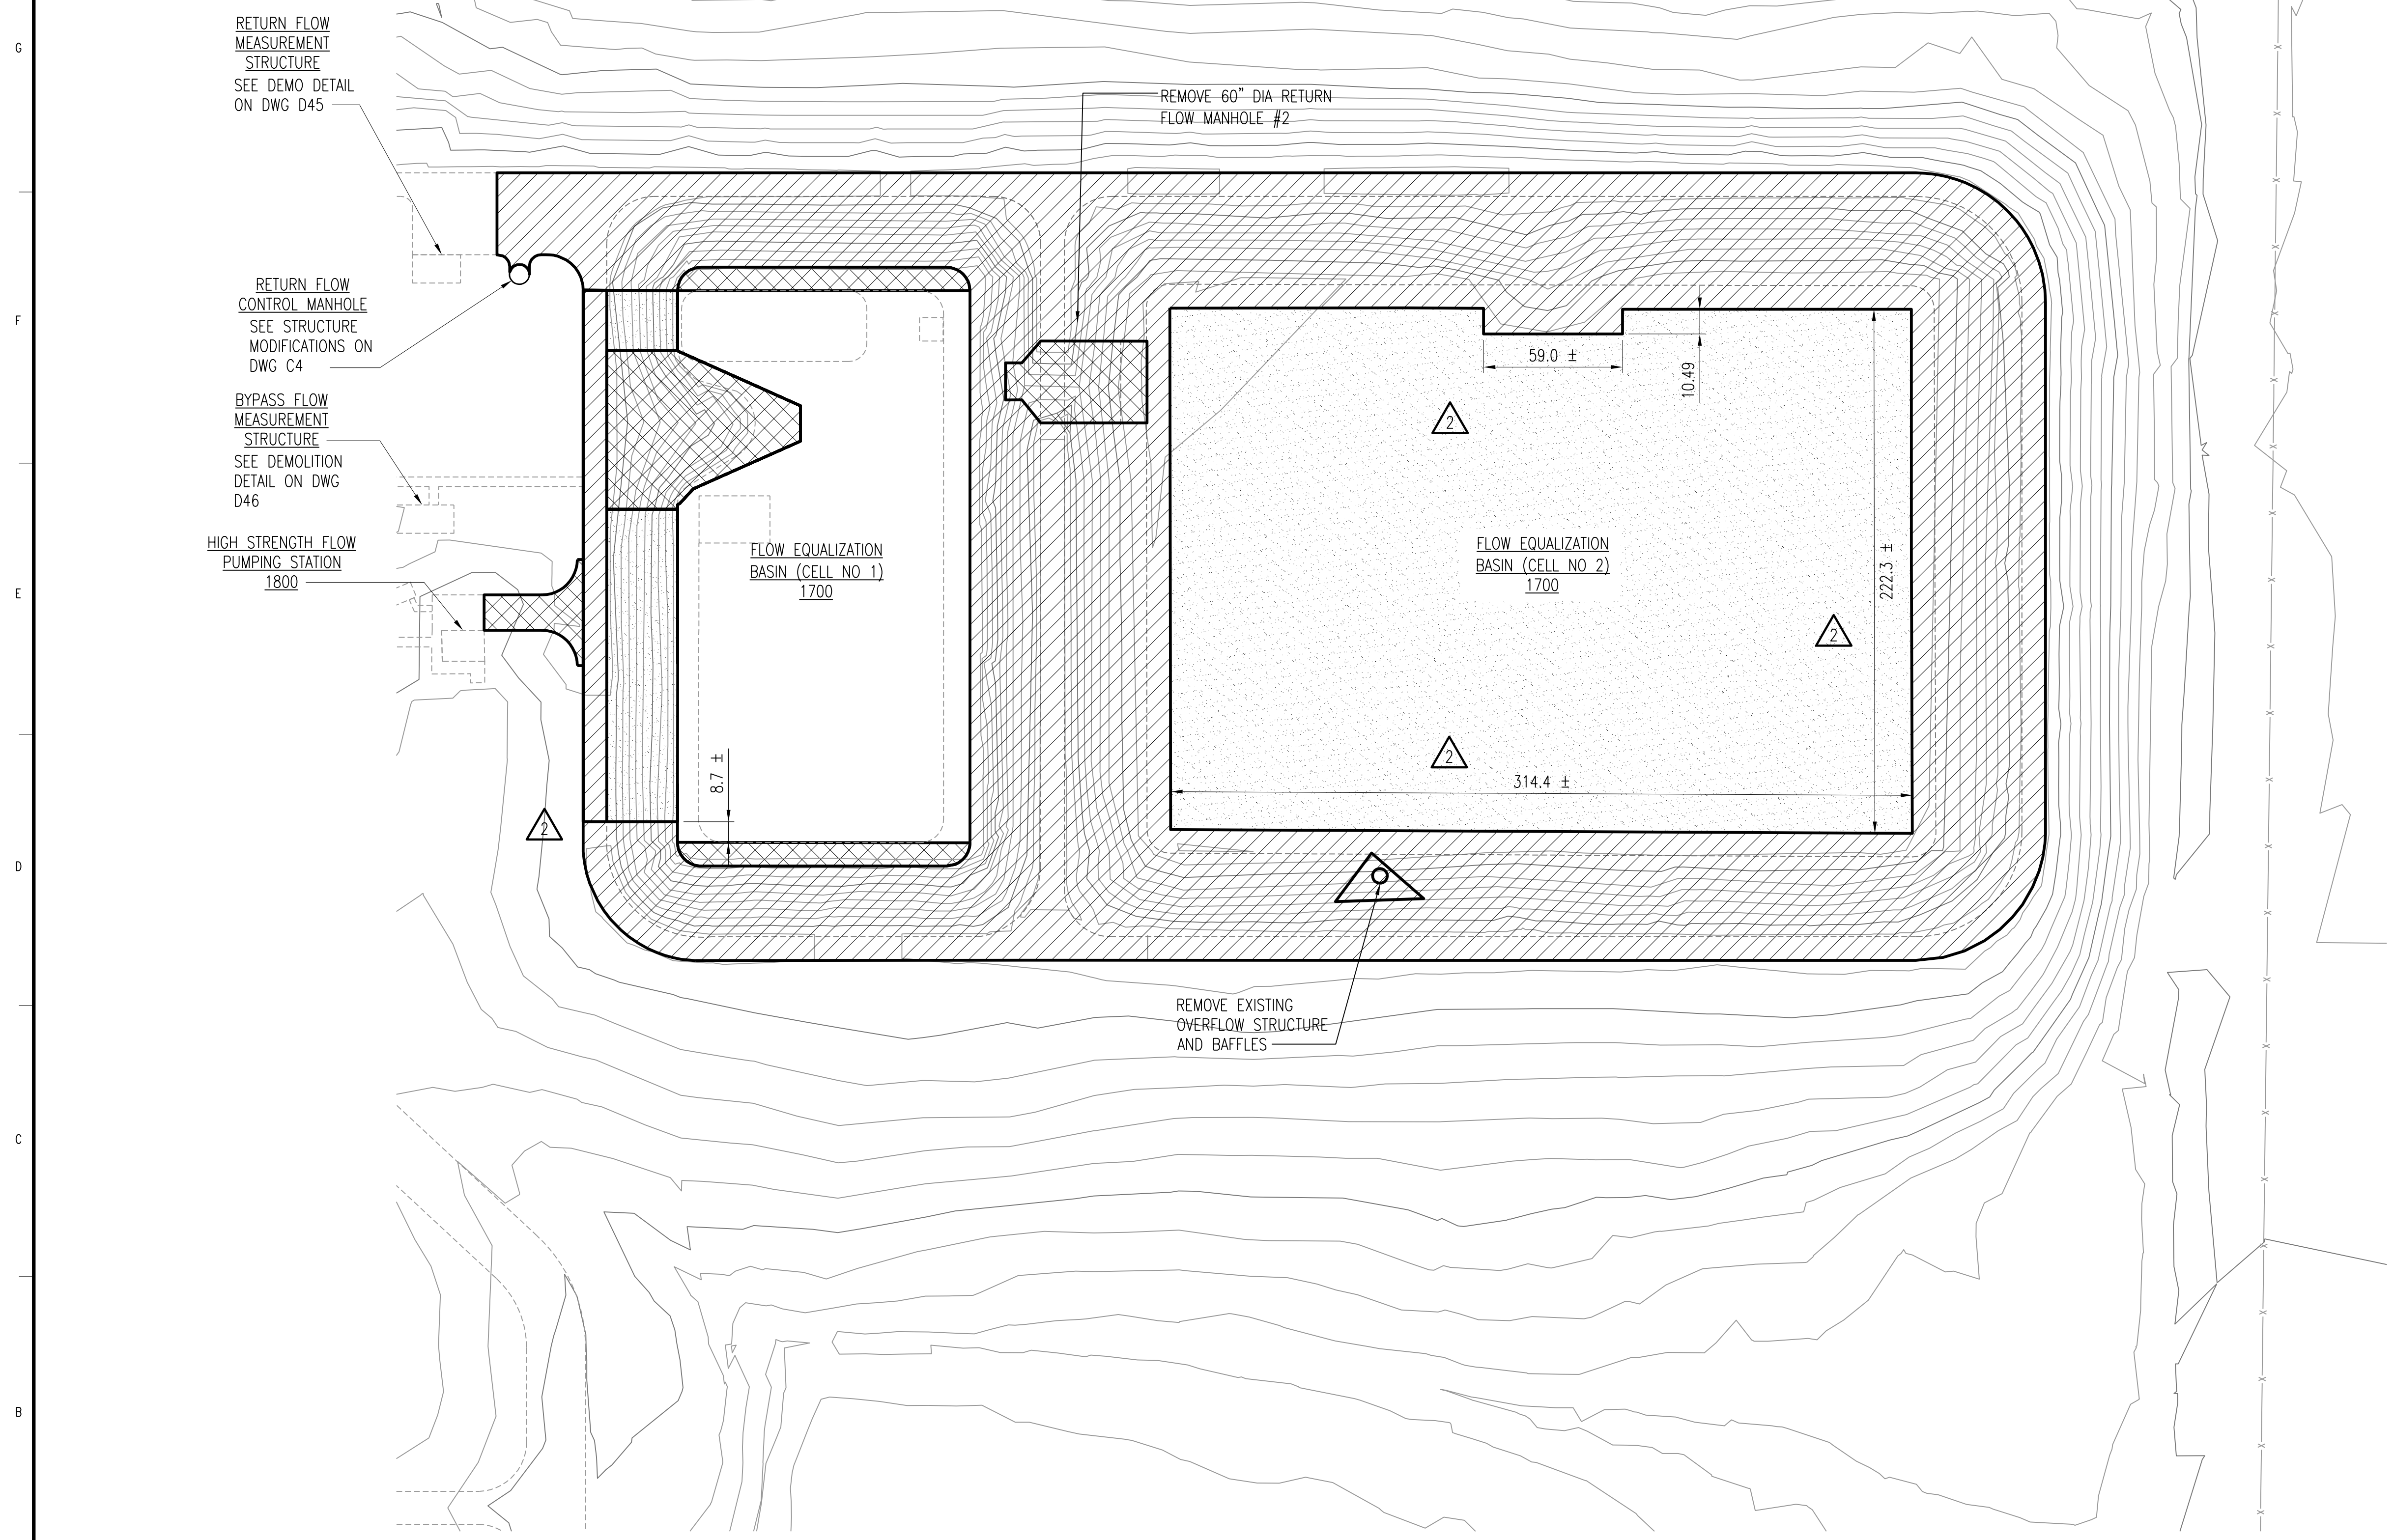 G
F
E
D
C
B
RETURN FLOW
MEASUREMENT
STRUCTURE
SEE DEMO DETAIL
ON DWG D45
REMOVE 60" DIA RETURN
FLOW MANHOLE #2
RETURN FLOW
CONTROL MANHOLE
SEE STRUCTURE
MODIFICATIONS ON
DWG C4
BYPASS FLOW
MEASUREMENT
STRUCTURE
SEE DEMOLITION
DETAIL ON DWG
D46
HIGH STRENGTH FLOW
PUMPING STATION
1800
FLOW EQUALIZATION
BASIN (CELL NO 1)
1700
8.7 ±
2
59.0 ±
10.49
2
FLOW EQUALIZATION
BASIN (CELL NO 2)
1700
222.3 ±
2
2
314.4 ±
REMOVE EXISTING
OVERFLOW STRUCTURE
AND BAFFLES